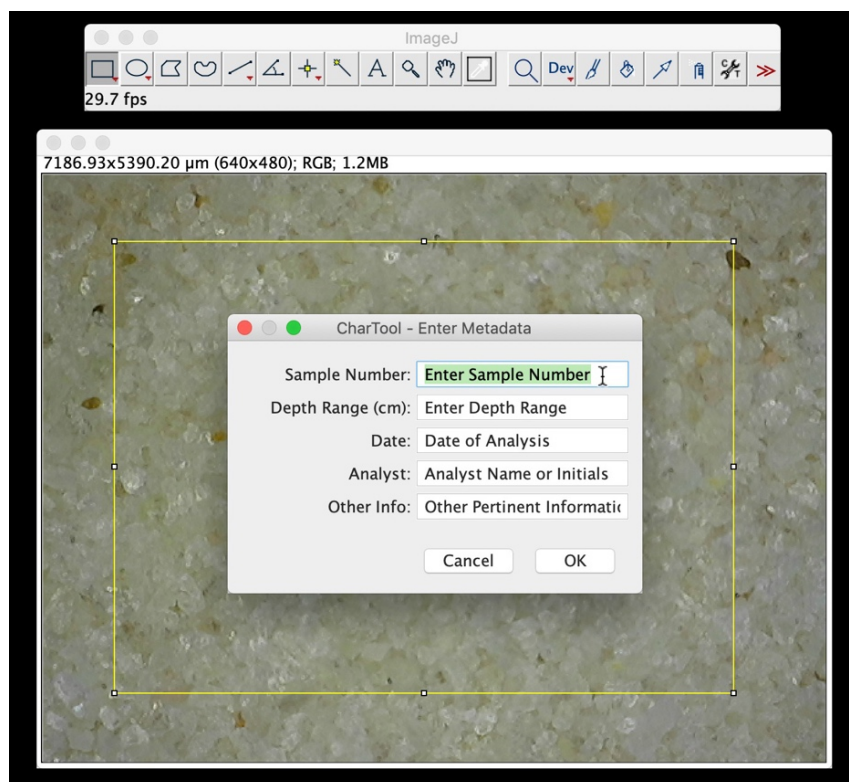 ImageJ
A
Dev
29.7 fps
7186.93x5390.20 µm (640x480); RGB; 1.2MB
CharTool - Enter Metadata
Sample Number: Enter Sample Number
Depth Range (cm): Enter Depth Range
Date: Date of Analysis
Analyst: Analyst Name or Initials
Other Info: Other Pertinent Informatic
Cancel OK